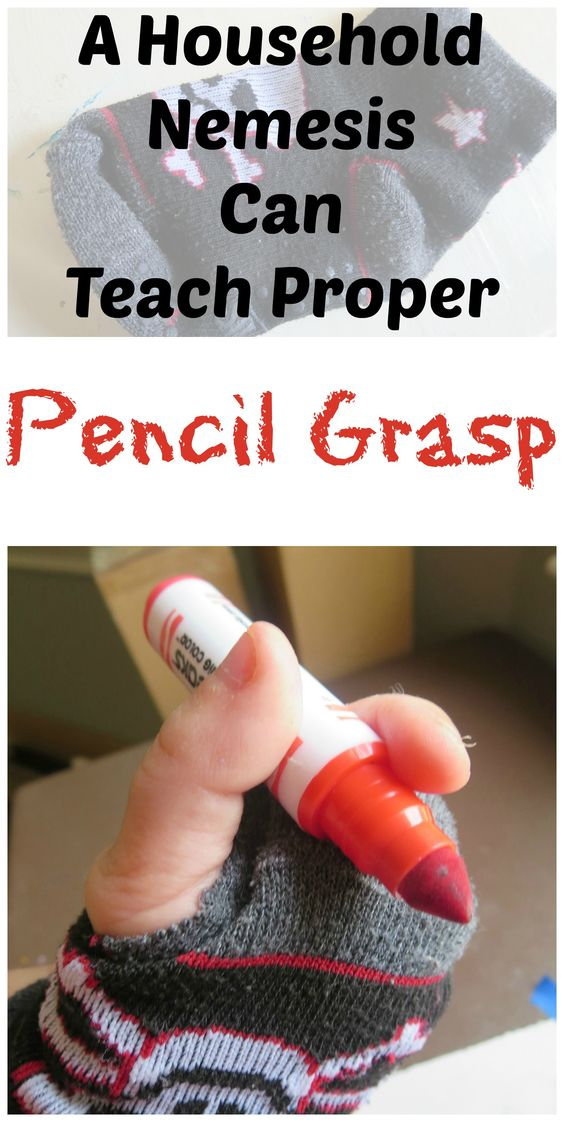 A Household
Nemesis
Can
Teach Proper
Pencil Grasp